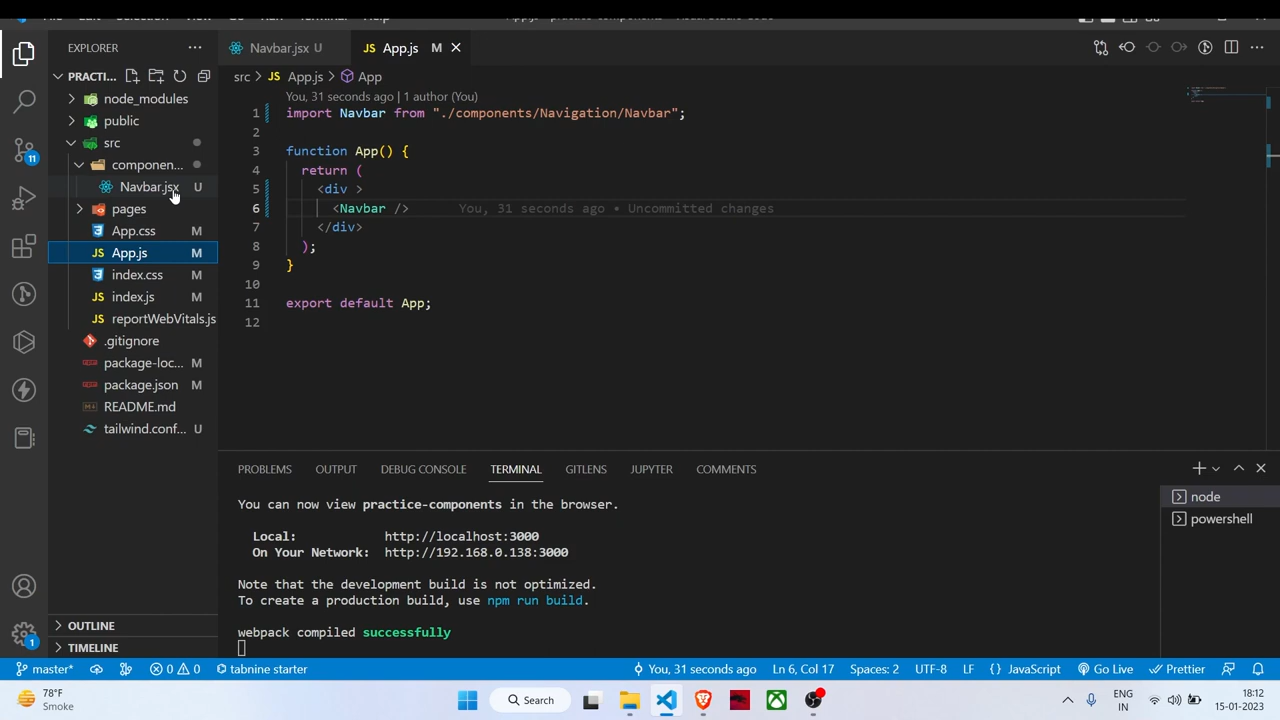 EXPLORER
PRACTI...
node_modules
public
src
componen...
Navbar.jsx U
pages
App.css M
App.js M
index.css M
index.js M
reportWebVitals.js
.gitignore
package-loc... M
package.json M
README.md
tailwind.conf... U
OUTLINE
TIMELINE
Navbar.jsx U
JS App.js M
src > JS App.js > App
You, 31 seconds ago | 1 author (You)
1 import Navbar from "./components/Navigation/Navbar";
2
3 function App() {
4 return (
5 <div >
6 <Navbar /> You, 31 seconds ago • Uncommitted changes
7 </div>
8 );
9 }
10
11 export default App;
12
PROBLEMS OUTPUT DEBUG CONSOLE TERMINAL GITLENS JUPYTER COMMENTS
You can now view practice-components in the browser.
Local: http://localhost:3000
On Your Network: http://192.168.0.138:3000
Note that the development build is not optimized.
To create a production build, use npm run build.
webpack compiled successfully
node
powershell
11
1
master* 0 0 tabnine starter You, 31 seconds ago Ln 6, Col 17 Spaces: 2 UTF-8 LF {} JavaScript Go Live Prettier
78°F
Smoke
Search
ENG
IN
18:12
15-01-2023